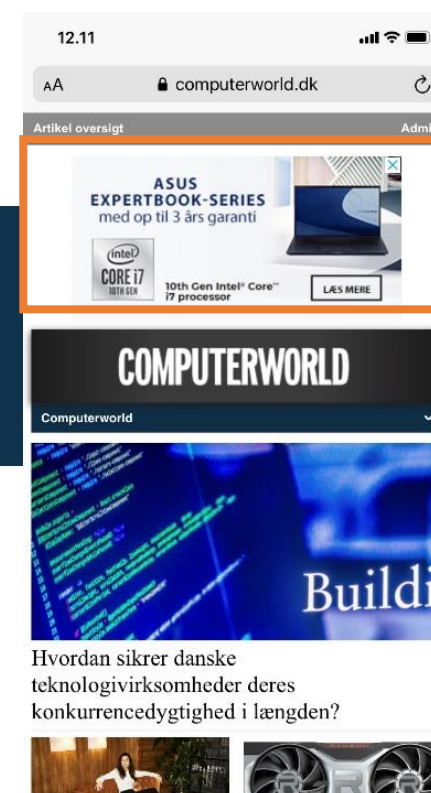 12.11
AA computerworld.dk
Artikel oversigt Admi
ASUS
EXPERTBOOK-SERIES
med op til 3 års garanti
intel
CORE i7
10TH GEN
10th Gen Intel® Core™
i7 processor
LÆS MERE
COMPUTERWORLD
Computerworld
Buildi
Hvordan sikrer danske
teknologivirksomheder deres
konkurrencedygtighed i længden?